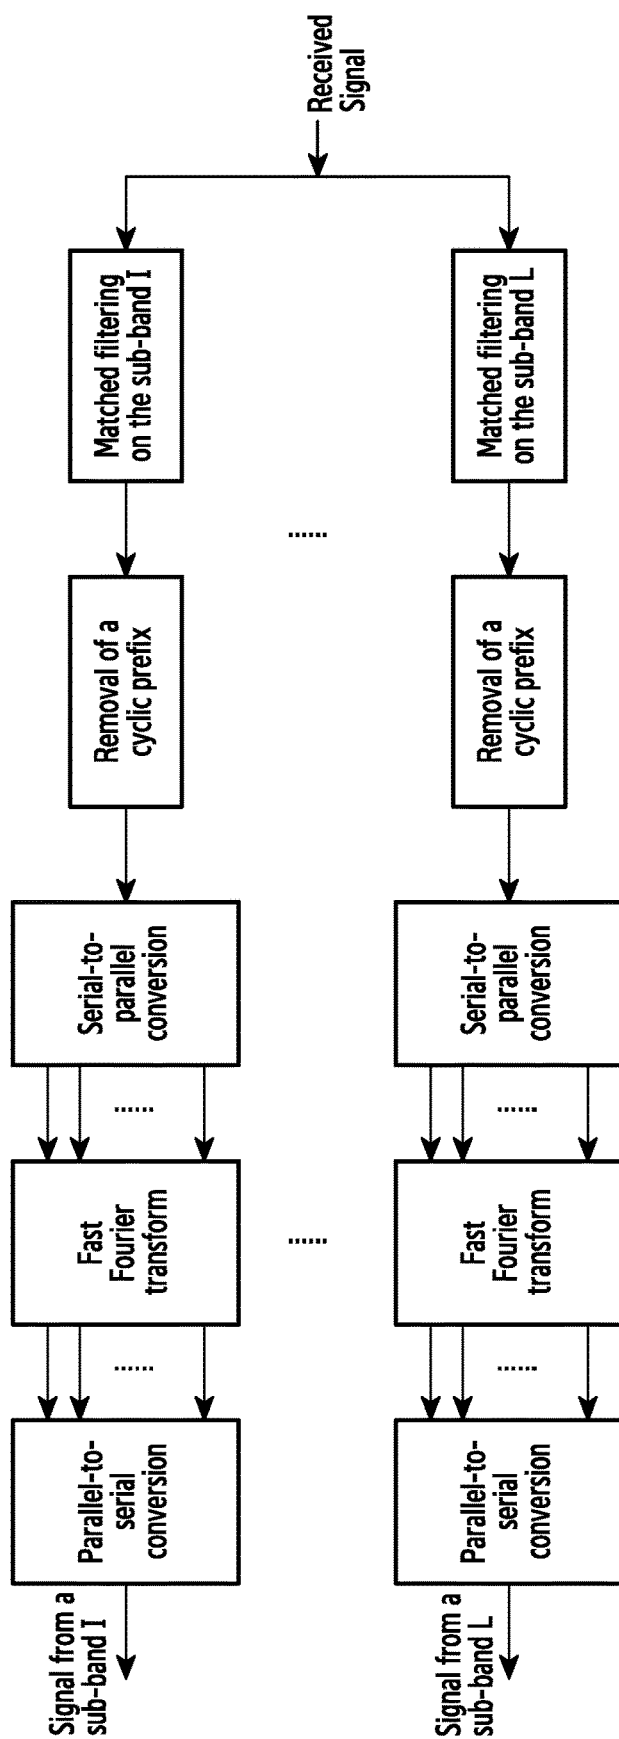 Received
Signal
Matched filtering
on the sub-band I
Removal of a
cyclic prefix
Serial-to-
parallel
conversion
......
Fast
Fourier
transform
......
Parallel-to-
serial
conversion
Signal from a
sub-band I
......
......
Matched filtering
on the sub-band L
Removal of a
cyclic prefix
Serial-to-
parallel
conversion
......
Fast
Fourier
transform
......
Parallel-to-
serial
conversion
Signal from a
sub-band L